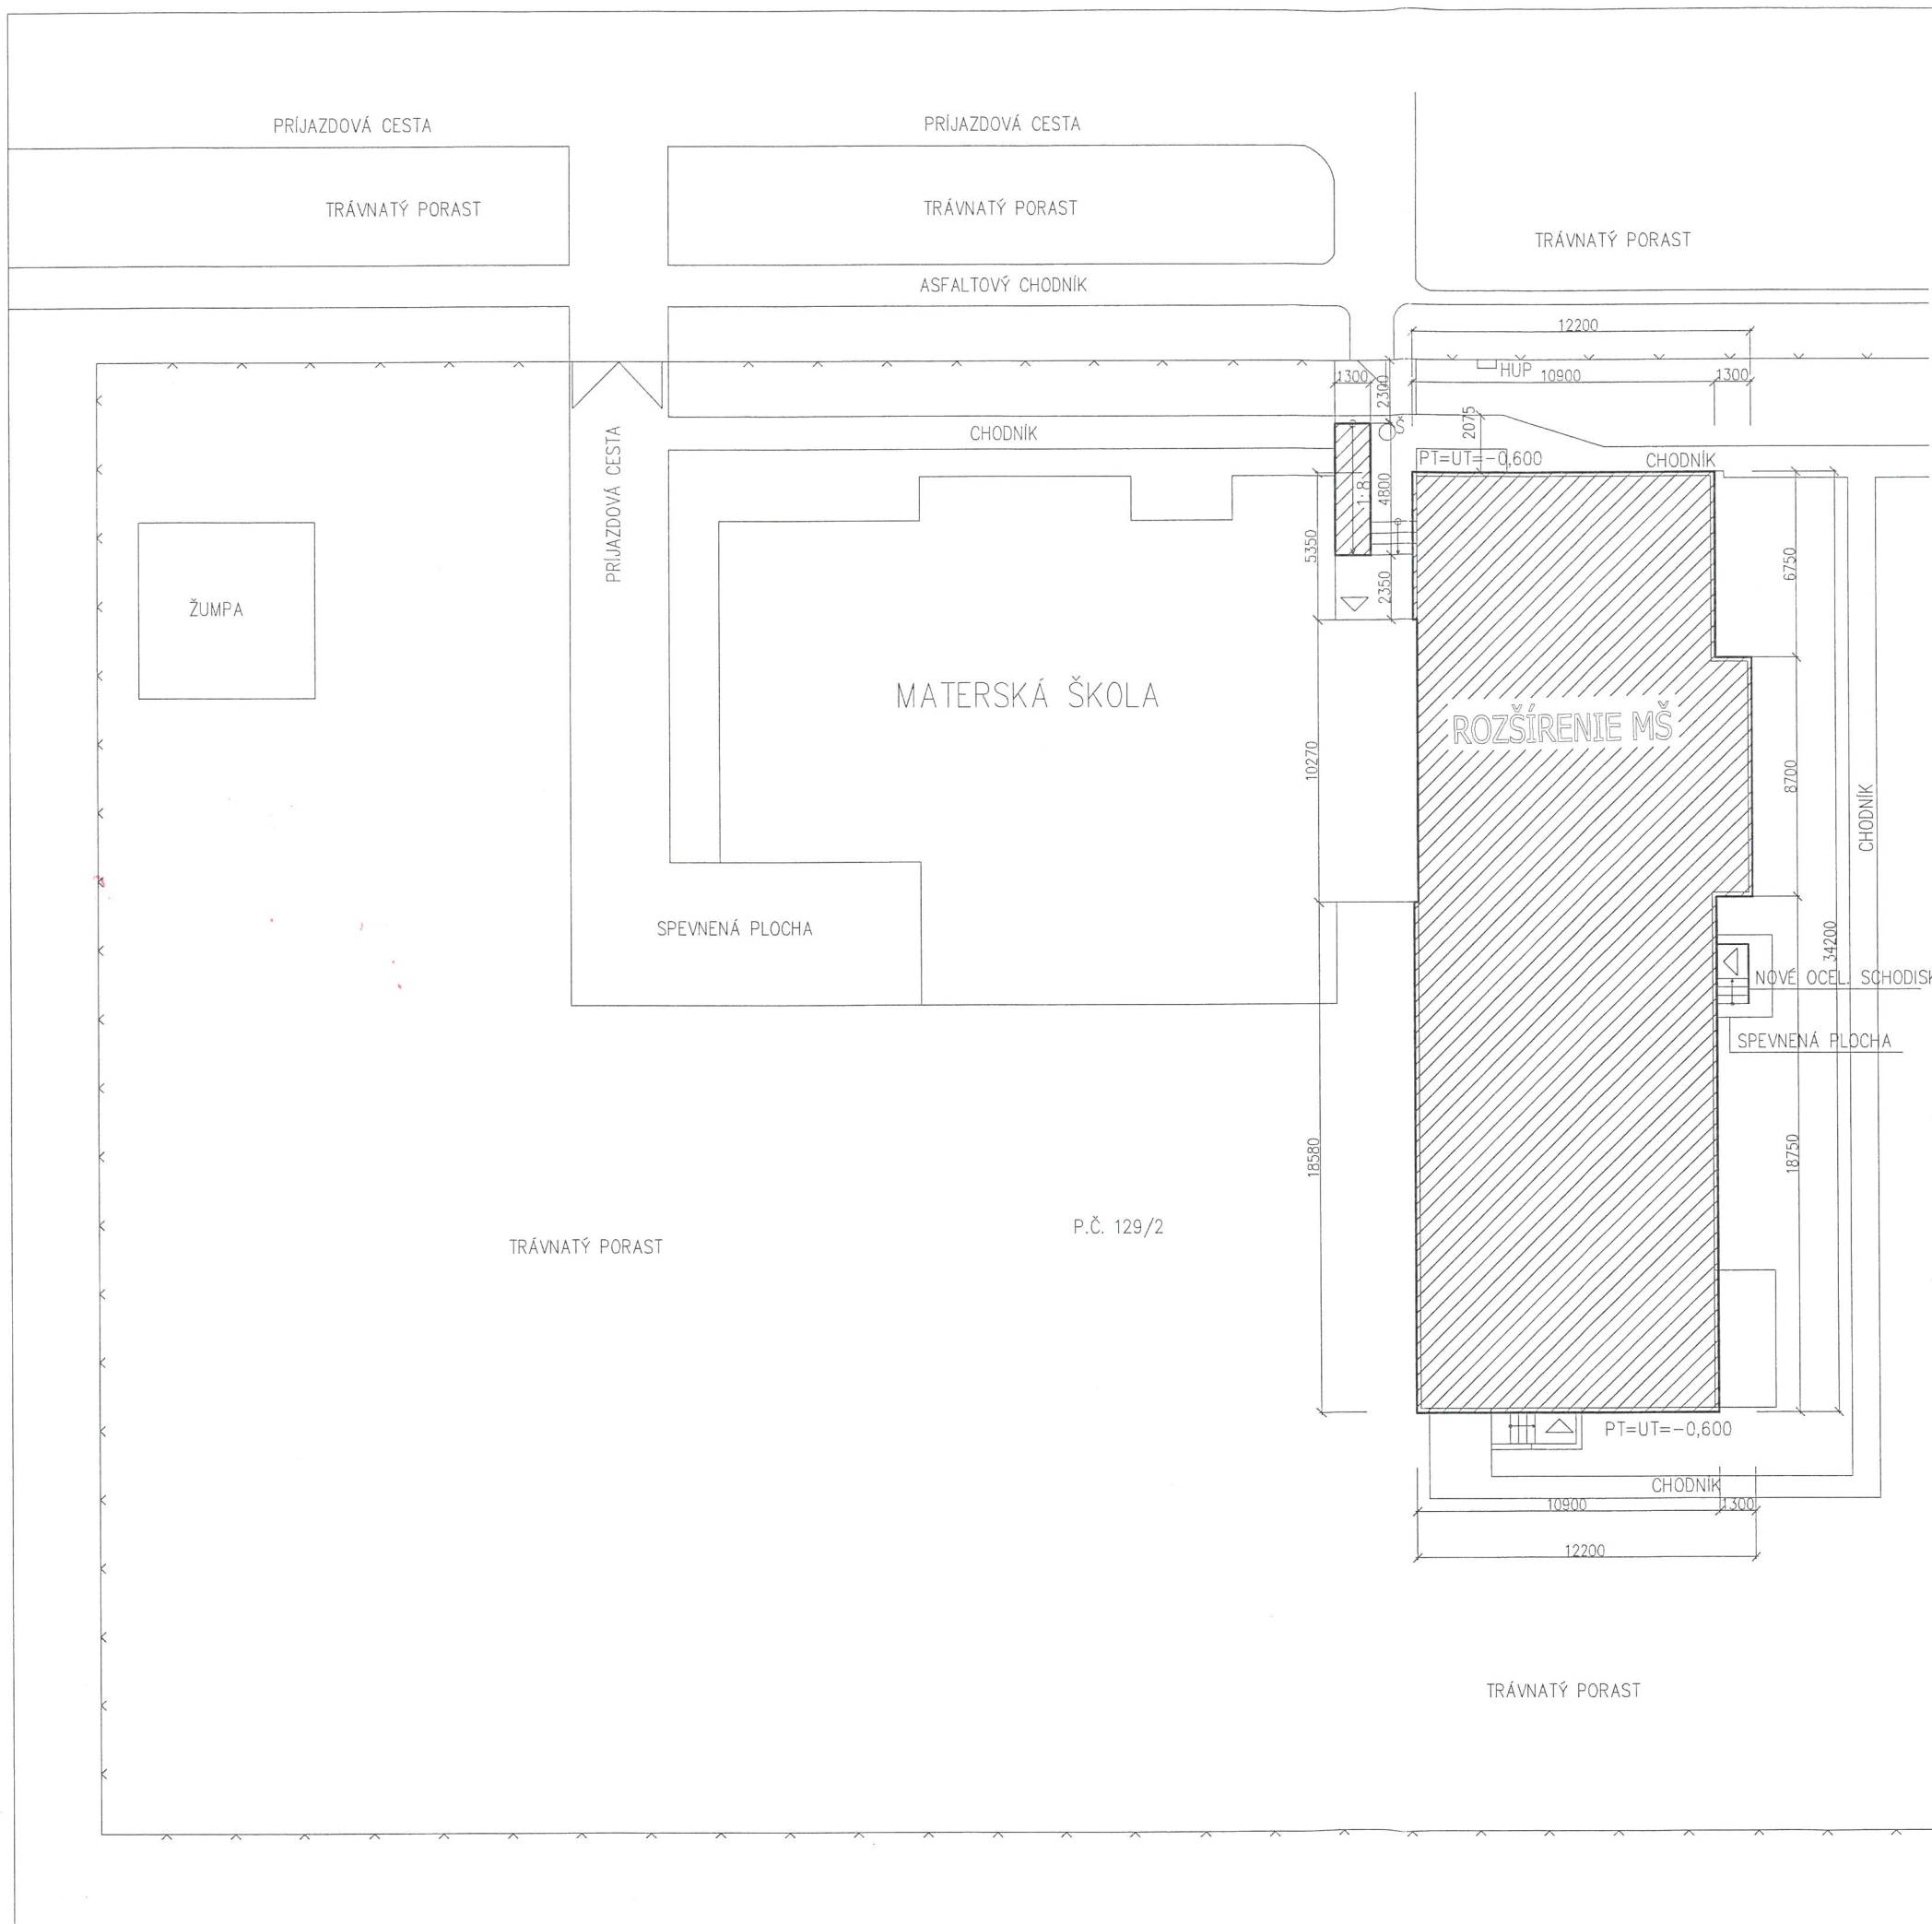 PRÍJAZDOVÁ CESTA
PRÍJAZDOVÁ CESTA
TRÁVNATÝ PORAST
TRÁVNATÝ PORAST
TRÁVNATÝ PORAST
ASFALTOVÝ CHODNÍK
12200
HUP
10900
1300
1300
2300
2075
Š
CHODNÍK
PT=UT=-0,600
CHODNÍK
PRÍJAZDOVÁ CESTA
1:8
4800
5350
2350
6750
ŽUMPA
MATERSKÁ ŠKOLA
ROZŠÍRENIE MŠ
10270
8700
CHODNÍK
SPEVNENÁ PLOCHA
34200
NOVÉ OCEL. SCHODISK
SPEVNENÁ PLOCHA
18580
18750
P.Č. 129/2
TRÁVNATÝ PORAST
PT=UT=-0,600
CHODNÍK
10900
1300
12200
TRÁVNATÝ PORAST